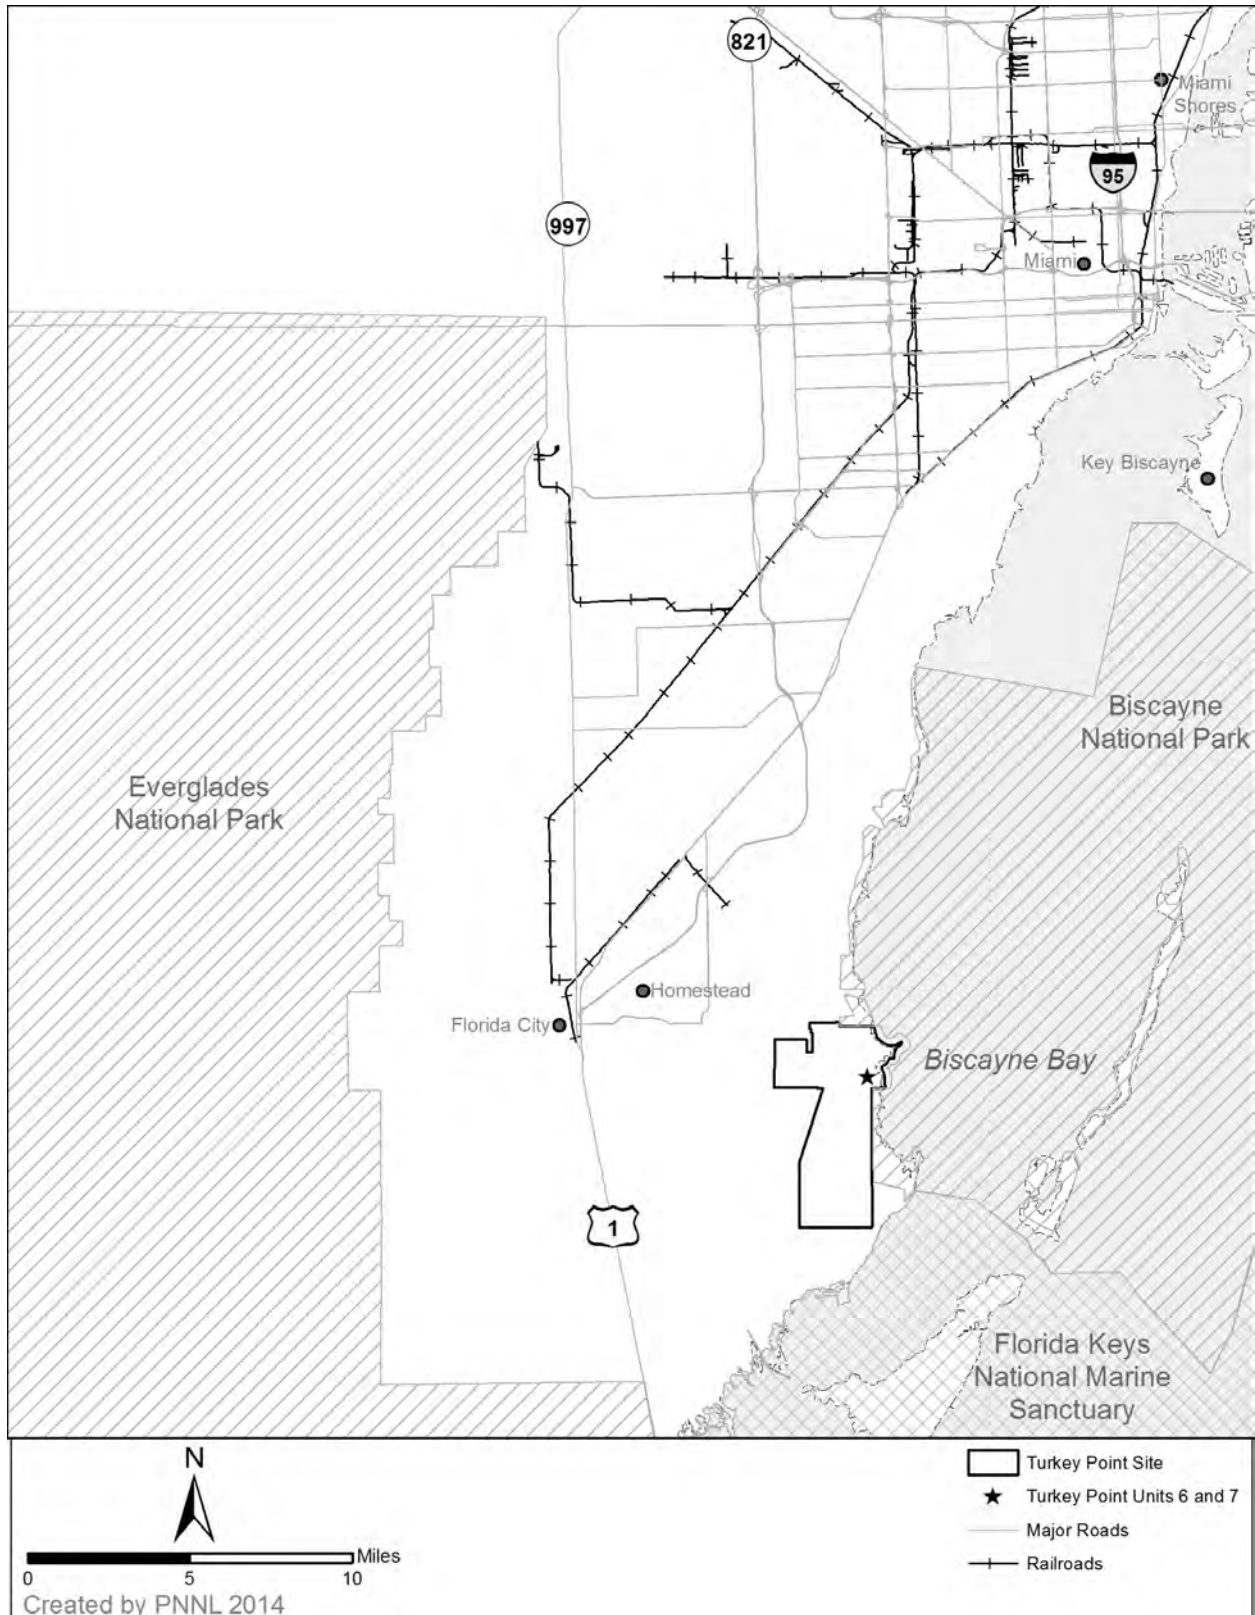 821
Miami
Shores
95
997
Miami
Key Biscayne
Biscayne
National Park
Everglades
National Park
Homestead
Florida City
Biscayne Bay
1
Florida Keys
National Marine
Sanctuary
N
Miles
0 5 10
Created by PNNL 2014
Turkey Point Site
Turkey Point Units 6 and 7
Major Roads
Railroads